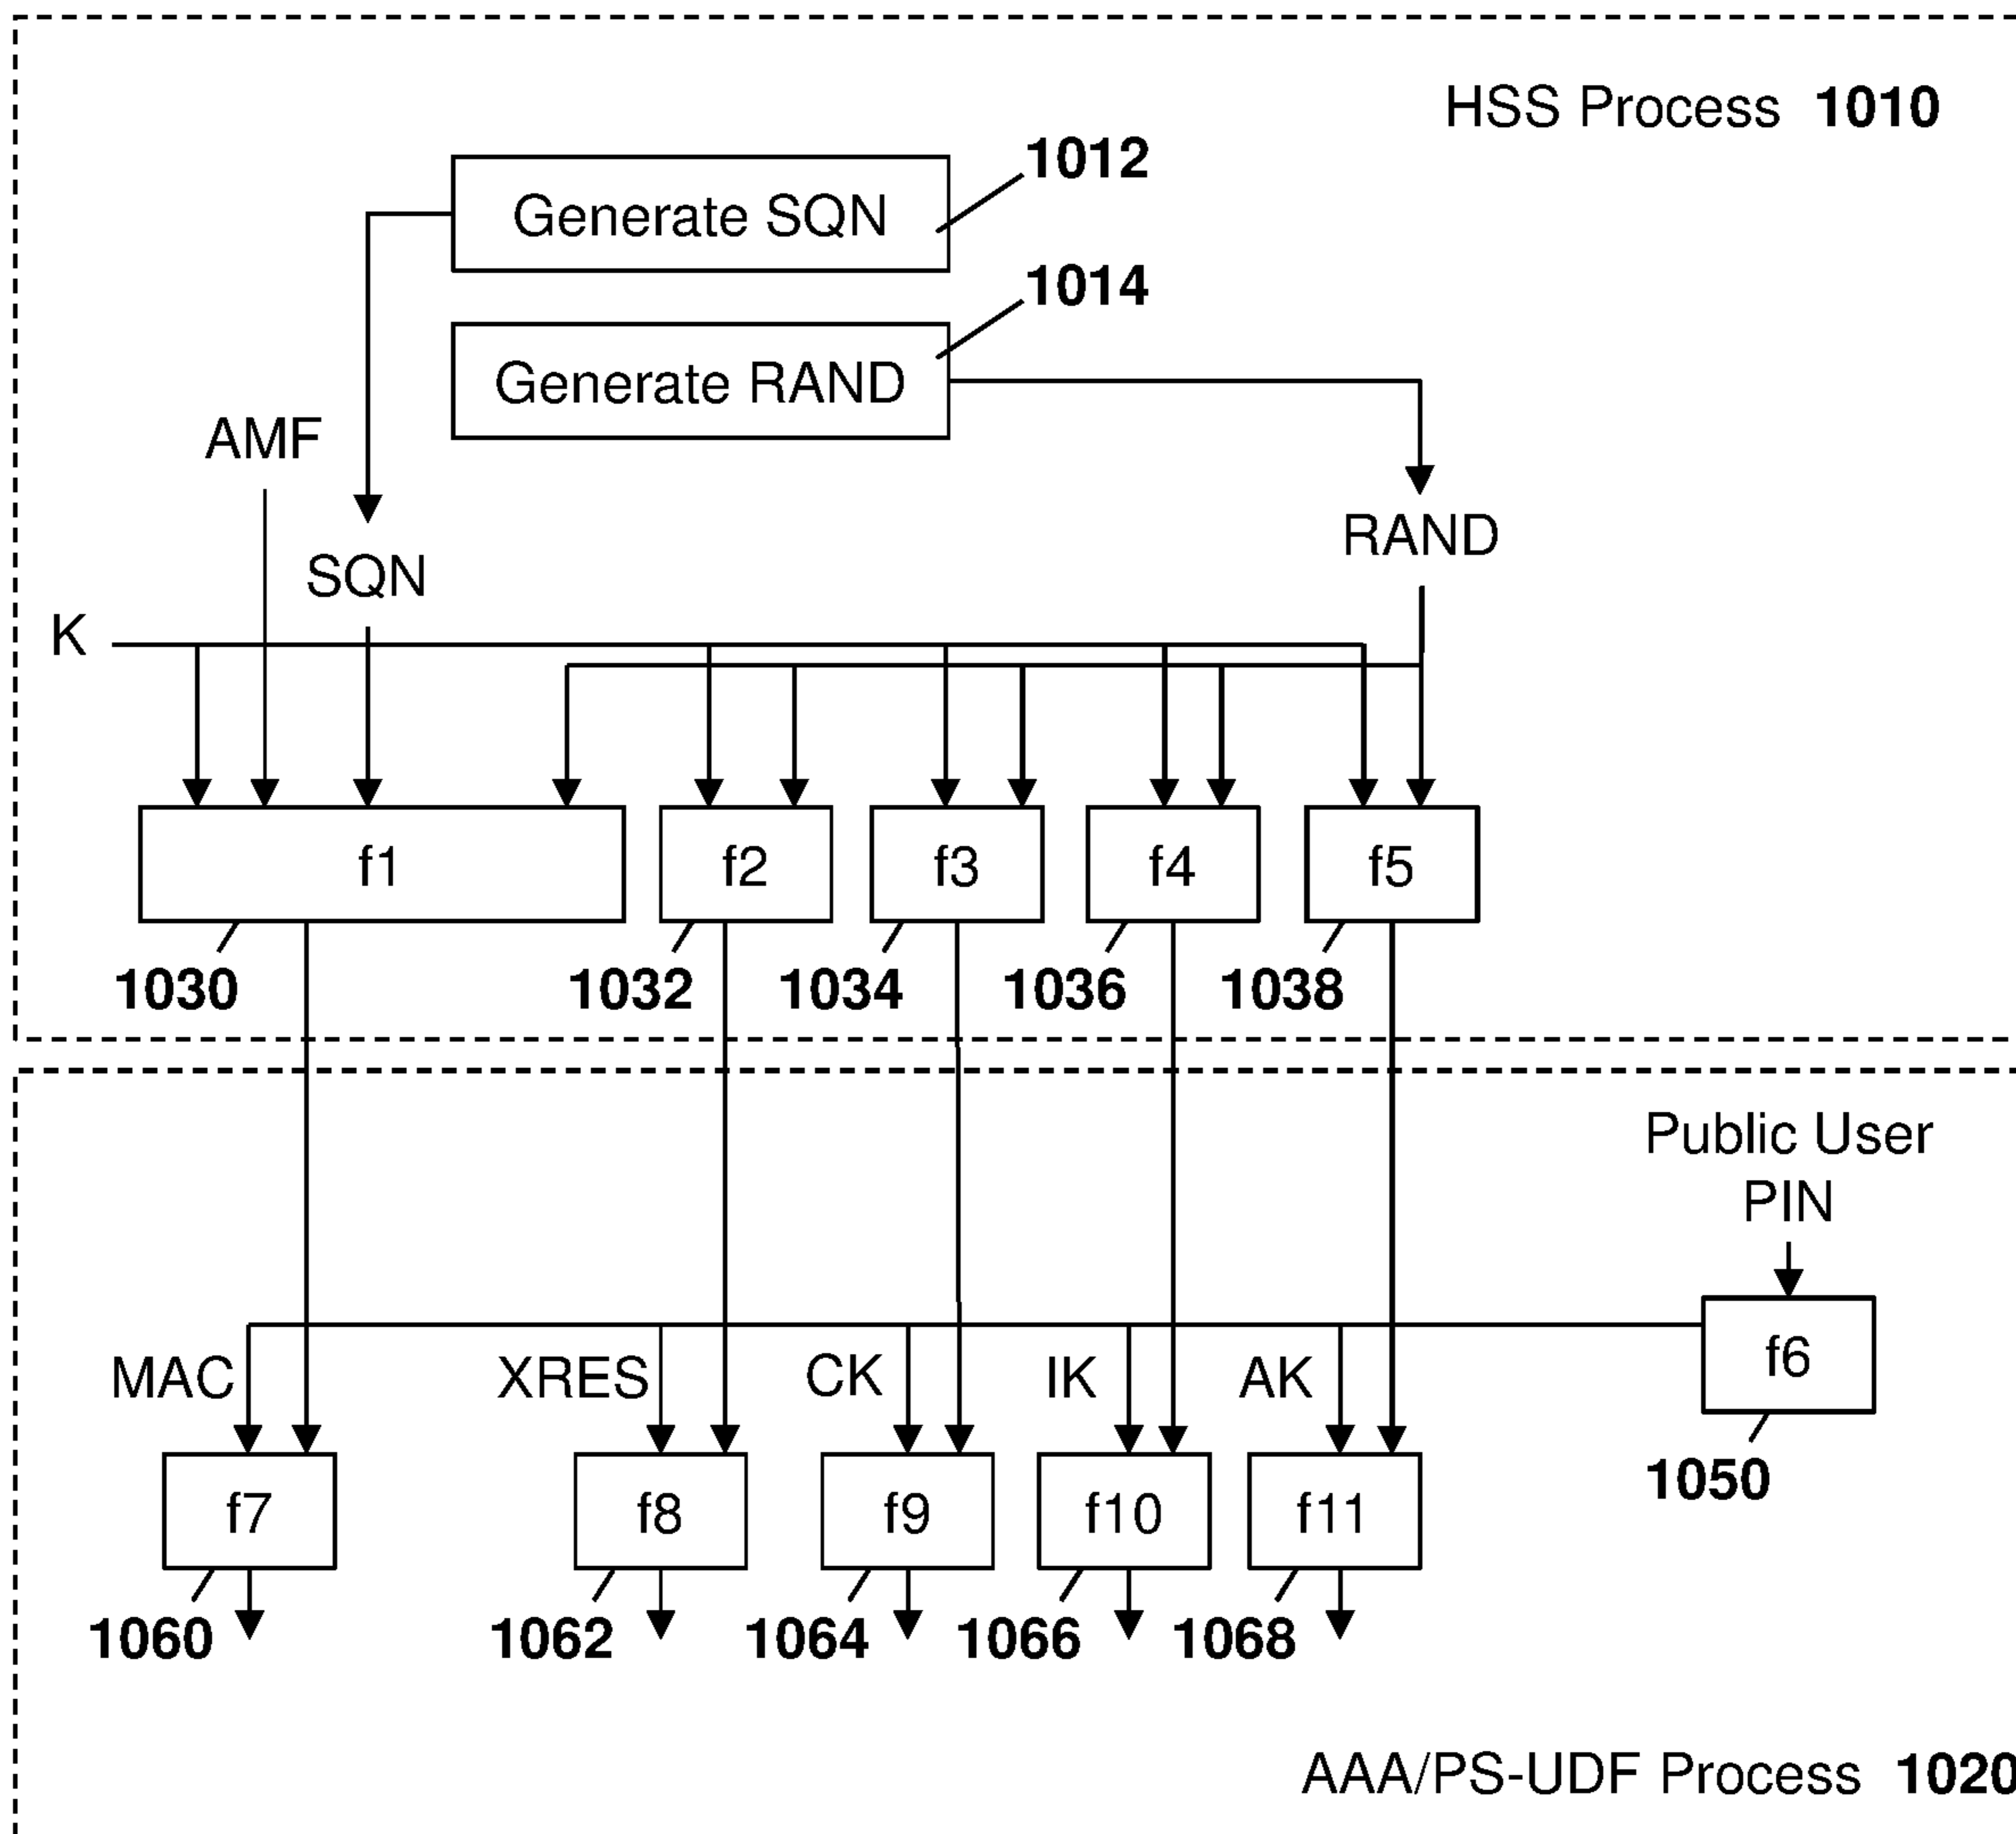 HSS Process 1010
1012
Generate SQN
1014
Generate RAND
AMF
RAND
SQN
K
f1
f2
f3
f4
f5
1030
1032
1034
1036
1038
Public User
PIN
f6
MAC
XRES
CK
IK
AK
1050
f7
f8
f9
f10
f11
1060
1062
1064
1066
1068
AAA/PS-UDF Process 1020